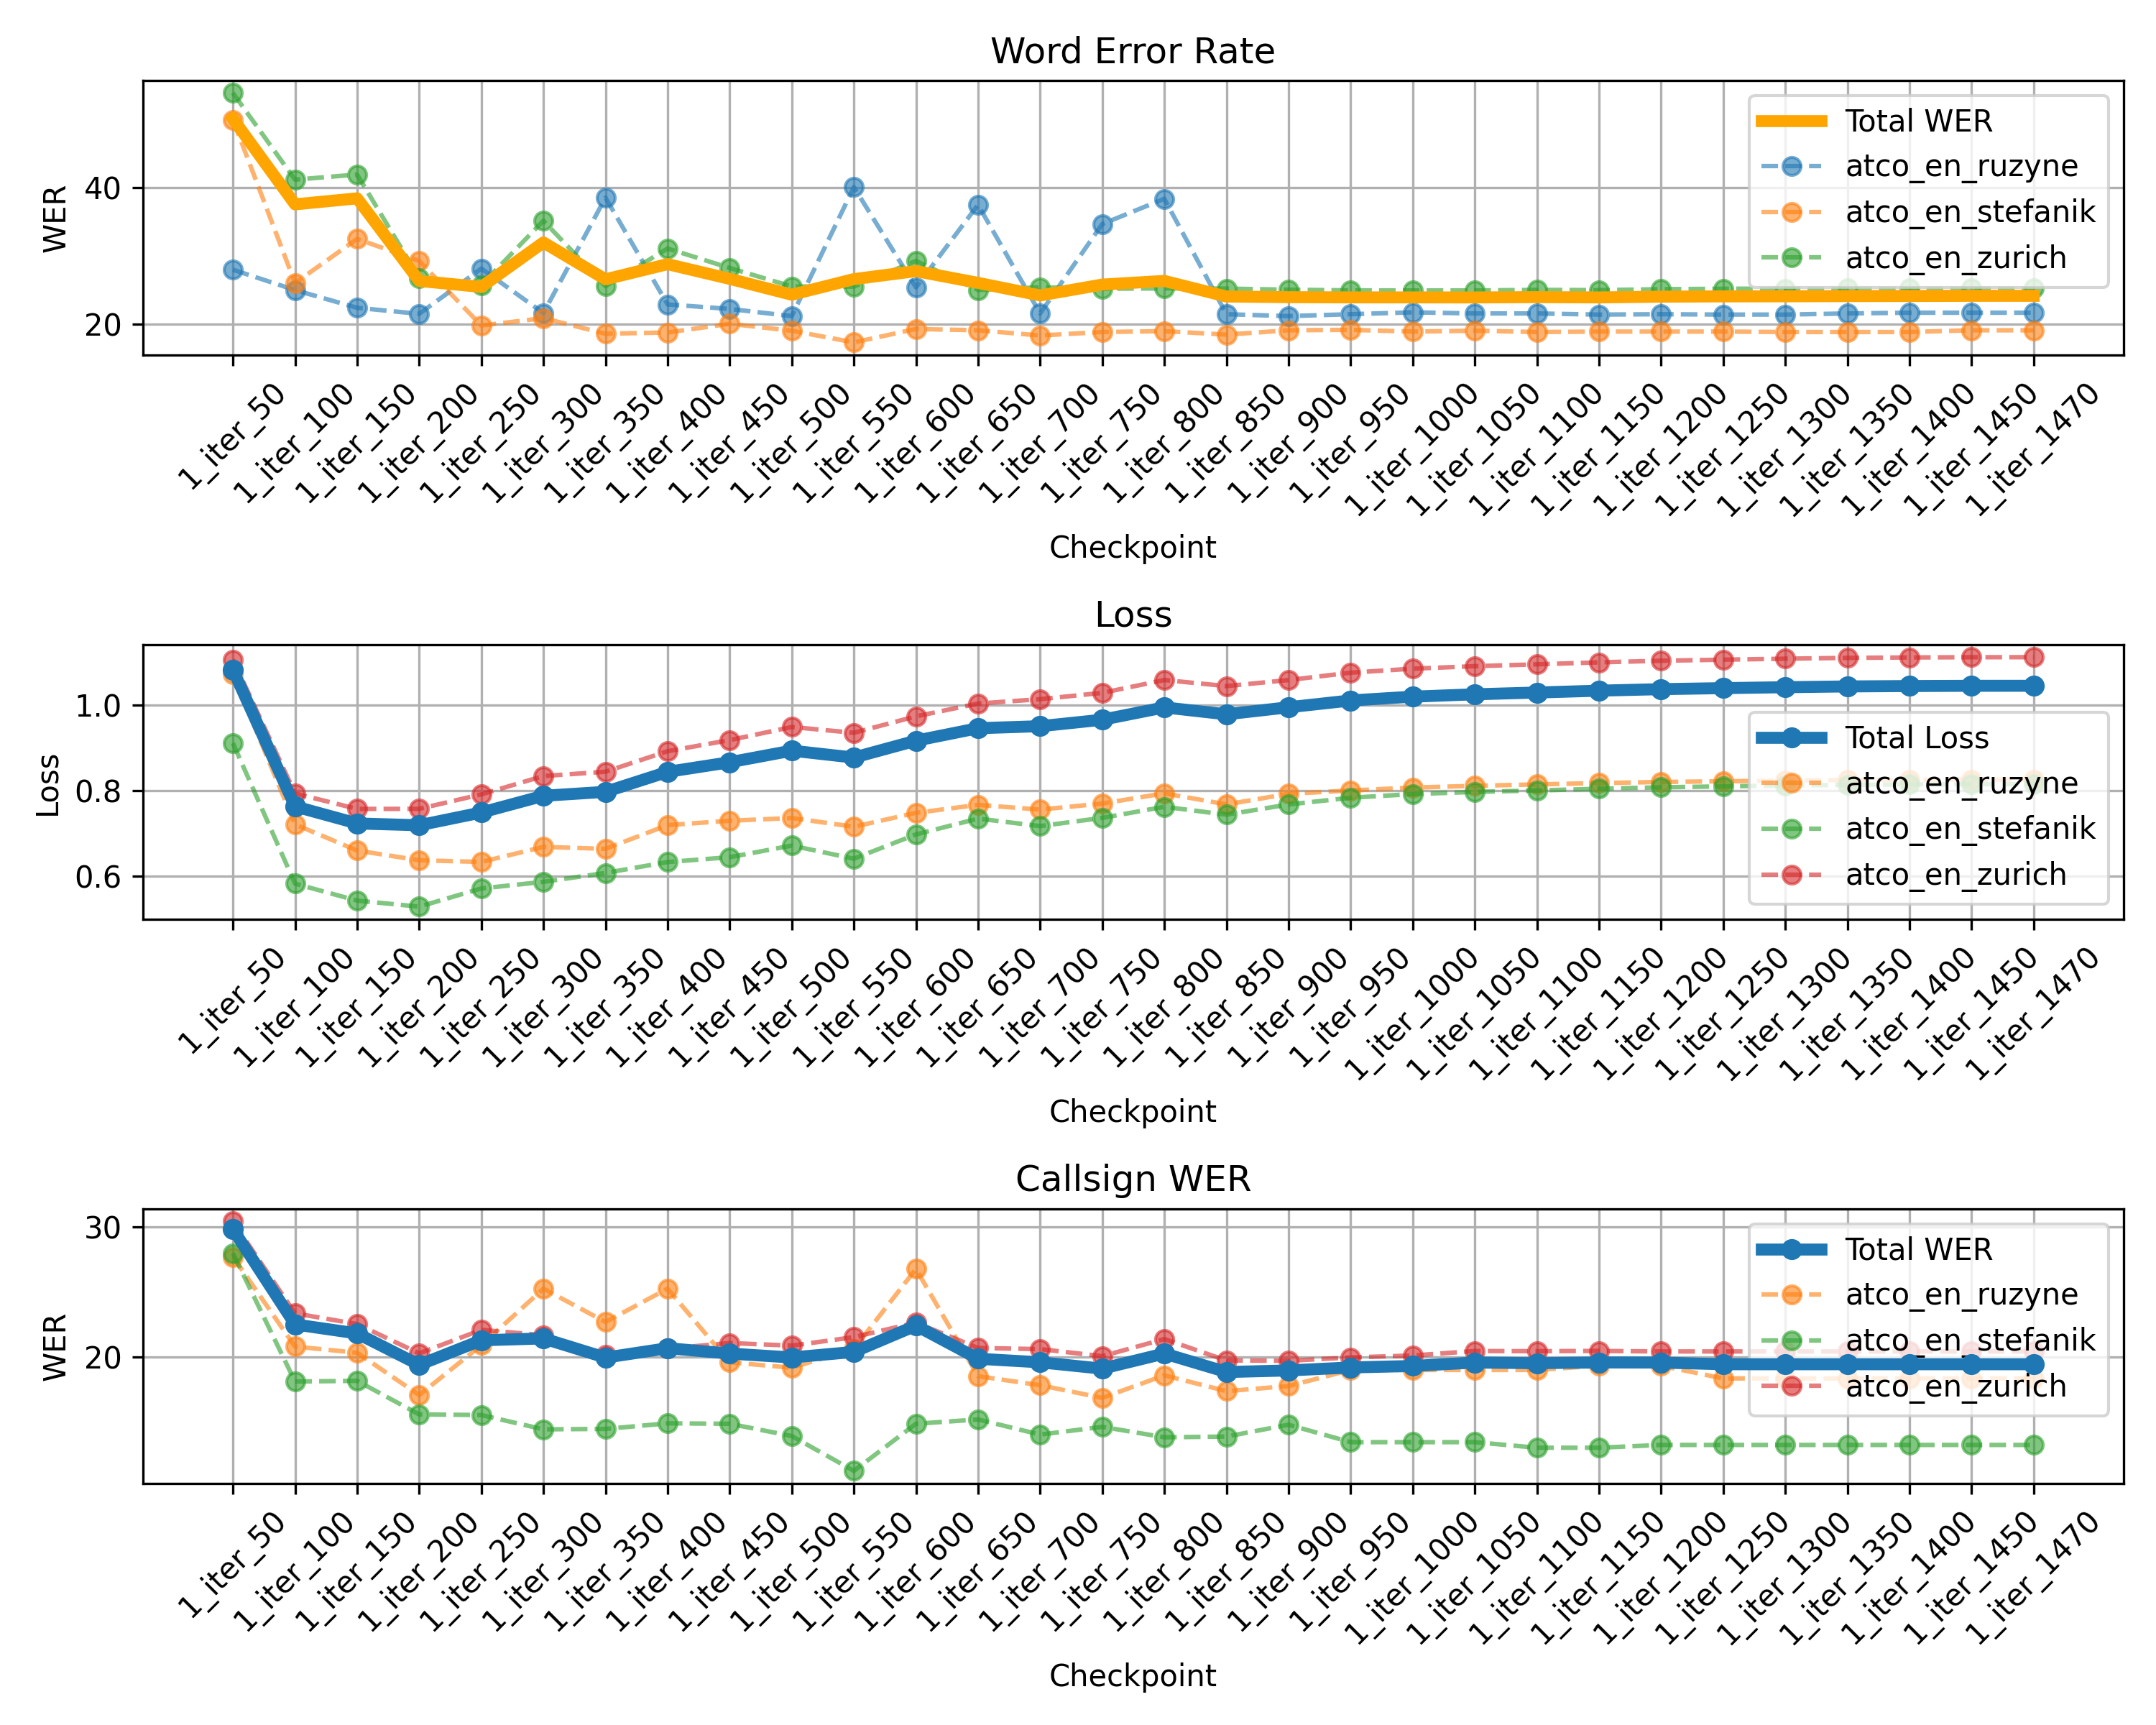 Word Error Rate
WER
40
20
Total WER
atco_en_ruzyne
atco_en_stefanik
atco_en_zurich
1_iter_50
1_iter_100
1_iter_150
1_iter_200
1_iter_250
1_iter_300
1_iter_350
1_iter_400
1_iter_450
1_iter_500
1_iter_550
1_iter_600
1_iter_650
1_iter_700
1_iter_750
1_iter_800
1_iter_850
1_iter_900
1_iter_950
1_iter_1000
1_iter_1050
1_iter_1100
1_iter_1150
1_iter_1200
1_iter_1250
1_iter_1300
1_iter_1350
1_iter_1400
1_iter_1450
1_iter_1470
Checkpoint
Loss
Loss
1.0
0.8
0.6
Total Loss
atco_en_ruzyne
atco_en_stefanik
atco_en_zurich
1_iter_50
1_iter_100
1_iter_150
1_iter_200
1_iter_250
1_iter_300
1_iter_350
1_iter_400
1_iter_450
1_iter_500
1_iter_550
1_iter_600
1_iter_650
1_iter_700
1_iter_750
1_iter_800
1_iter_850
1_iter_900
1_iter_950
1_iter_1000
1_iter_1050
1_iter_1100
1_iter_1150
1_iter_1200
1_iter_1250
1_iter_1300
1_iter_1350
1_iter_1400
1_iter_1450
1_iter_1470
Checkpoint
Callsign WER
WER
30
20
Total WER
atco_en_ruzyne
atco_en_stefanik
atco_en_zurich
1_iter_50
1_iter_100
1_iter_150
1_iter_200
1_iter_250
1_iter_300
1_iter_350
1_iter_400
1_iter_450
1_iter_500
1_iter_550
1_iter_600
1_iter_650
1_iter_700
1_iter_750
1_iter_800
1_iter_850
1_iter_900
1_iter_950
1_iter_1000
1_iter_1050
1_iter_1100
1_iter_1150
1_iter_1200
1_iter_1250
1_iter_1300
1_iter_1350
1_iter_1400
1_iter_1450
1_iter_1470
Checkpoint